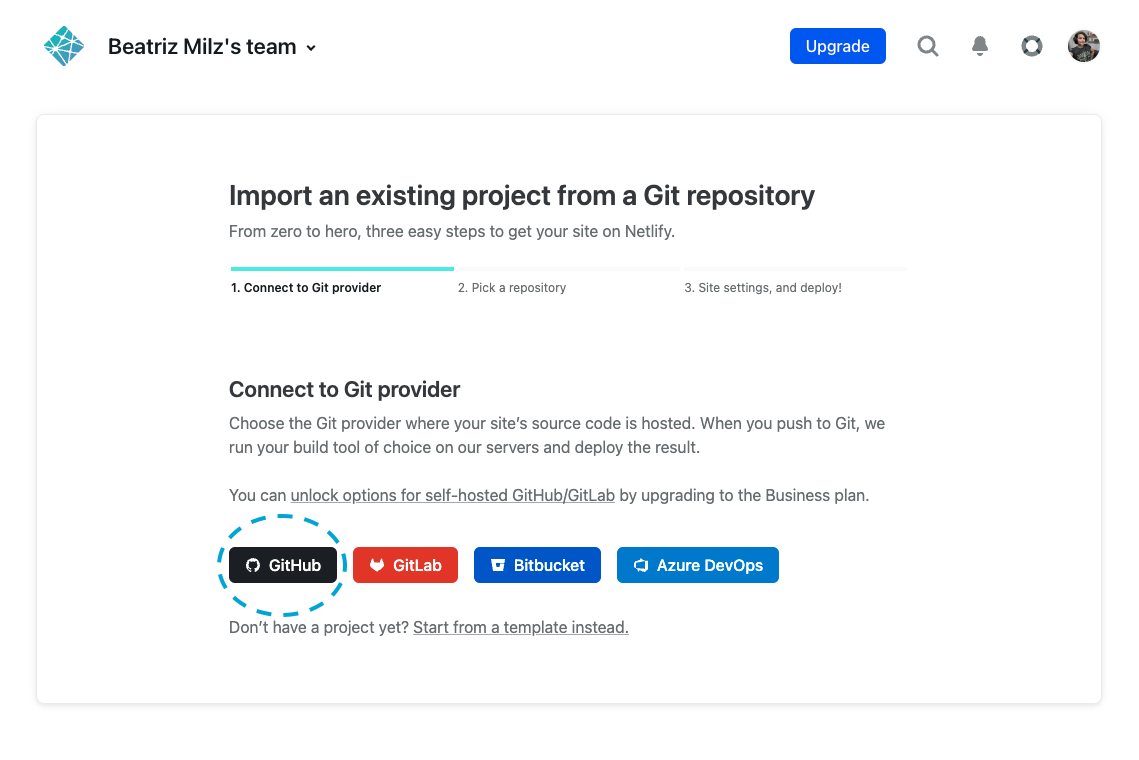 Beatriz Milz's team
Upgrade
Import an existing project from a Git repository
From zero to hero, three easy steps to get your site on Netlify.
1. Connect to Git provider
2. Pick a repository
3. Site settings, and deploy!
Connect to Git provider
Choose the Git provider where your site’s source code is hosted. When you push to Git, we
run your build tool of choice on our servers and deploy the result.
You can unlock options for self-hosted GitHub/GitLab by upgrading to the Business plan.
GitHub
GitLab
Bitbucket
Azure DevOps
Don’t have a project yet? Start from a template instead.